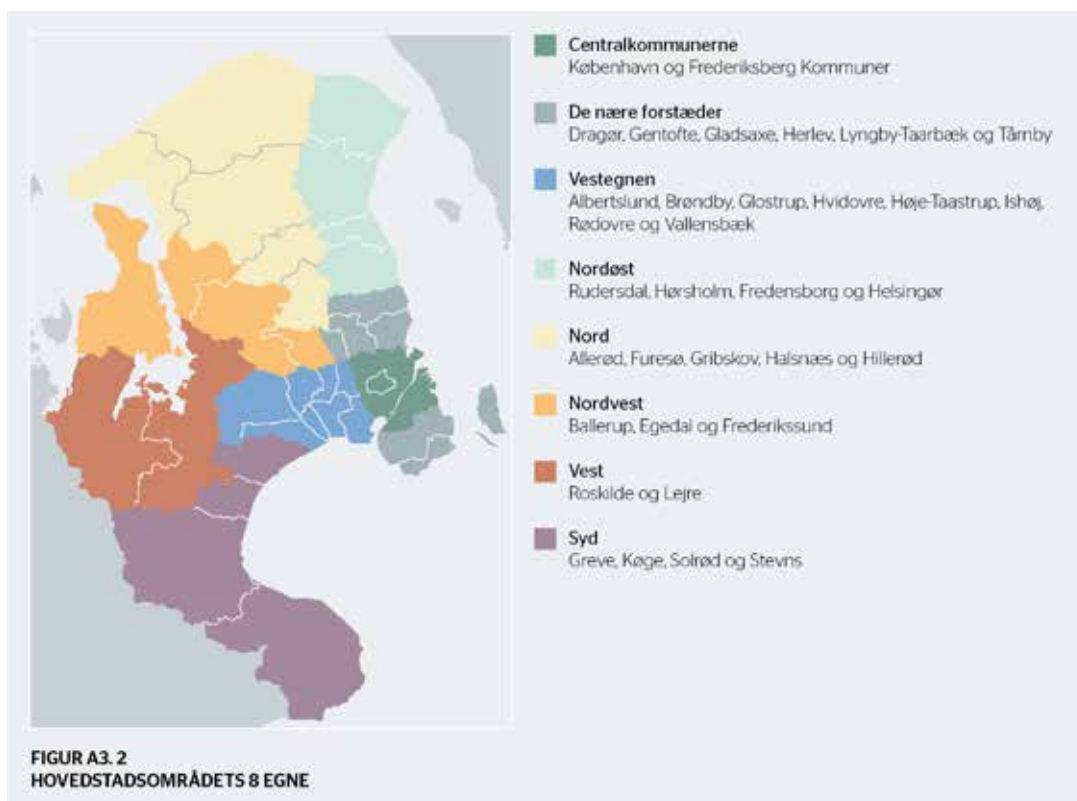 Centralkommunerne
København og Frederiksberg Kommuner
De nære forstæder
Dragør, Gentofte, Gladsaxe, Herlev, Lyngby-Taarbæk og Tårnby
Vestegnen
Albertslund, Brøndby, Glostrup, Hvidovre, Høje-Taastrup, Ishøj,
Rødovre og Vallensbæk
Nordøst
Rudersdal, Hørsholm, Fredensborg og Helsingør
Nord
Allerød, Furesø, Gribskov, Halsnæs og Hillerød
Nordvest
Ballerup, Egedal og Frederikssund
Vest
Roskilde og Lejre
Syd
Greve, Køge, Solrød og Stevns
FIGUR A3. 2
HOVEDSTADSOMRÅDETS 8 EGNE